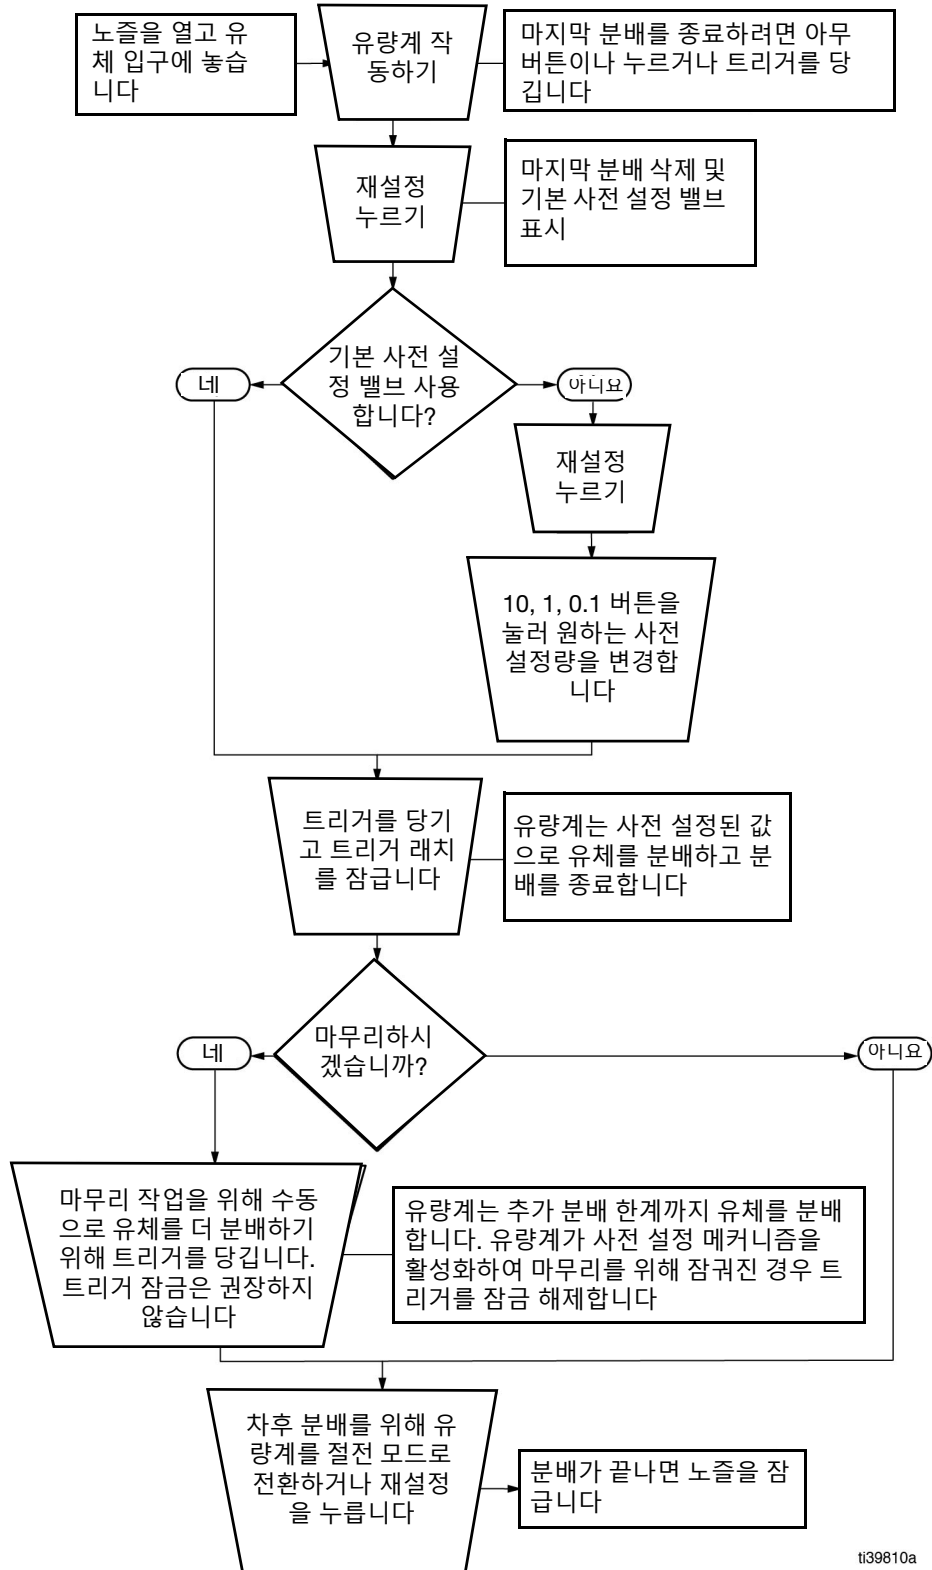 노즐을 열고 유
체 입구에 놓습
니다
유량계 작
동하기
마지막 분배를 종료하려면 아무
버튼이나 누르거나 트리거를 당
깁니다
재설정
누르기
마지막 분배 삭제 및
기본 사전 설정 밸브
표시
기본 사전 설
정 밸브 사용
합니다?
네
아니요
재설정
누르기
10, 1, 0.1 버튼을
눌러 원하는 사전
설정량을 변경합
니다
트리거를 당기
고 트리거 래치
를 잠급니다
유량계는 사전 설정된 값
으로 유체를 분배하고 분
배를 종료합니다
마무리하시
겠습니까?
네
아니요
마무리 작업을 위해 수동
으로 유체를 더 분배하기
위해 트리거를 당깁니다.
트리거 잠금은 권장하지
않습니다
유량계는 추가 분배 한계까지 유체를 분배
합니다. 유량계가 사전 설정 메커니즘을
활성화하여 마무리를 위해 잠궈진 경우 트
리거를 잠금 해제합니다
차후 분배를 위해 유
량계를 절전 모드로
전환하거나 재설정
을 누릅니다
분배가 끝나면 노즐을 잠
급니다
ti39810a